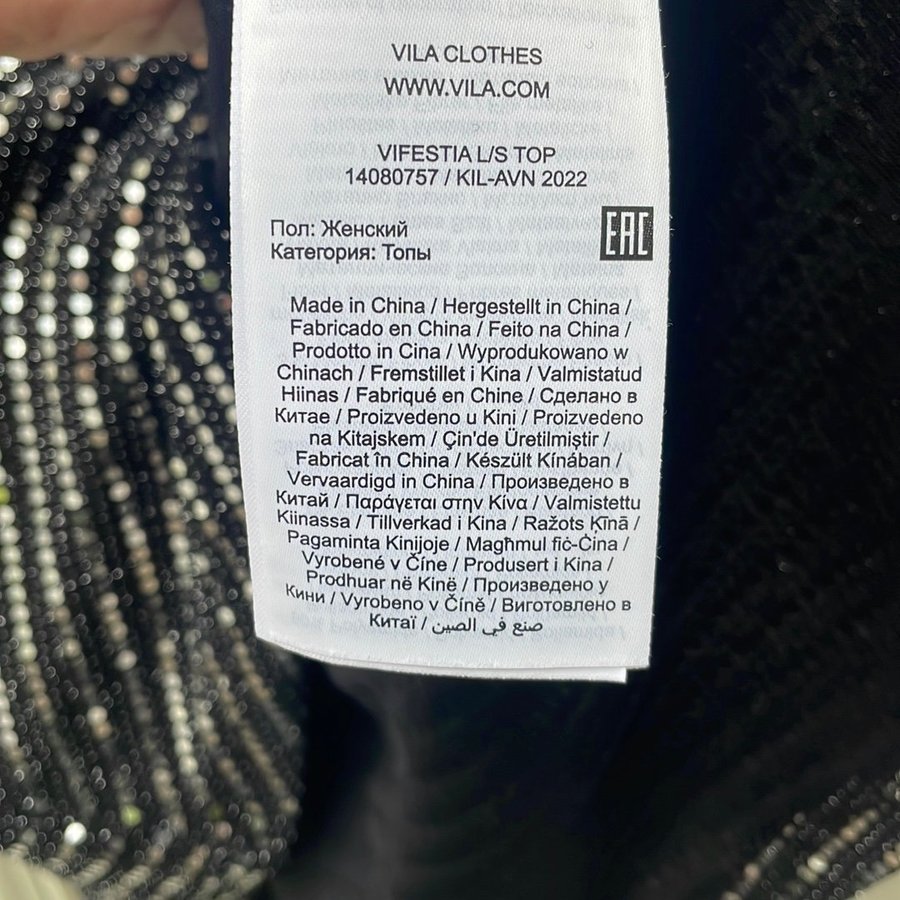 VILA CLOTHES
WWW.VILA.COM
VIFESTIA L/S TOP
14080757 / KIL-AVN 2022
Пол: Женский
Категория: Топы
EAC
Made in China / Hergestellt in China /
Fabricado en China / Feito na China /
Prodotto in Cina / Wyprodukowano w
Chinach / Fremstillet i Kina / Valmistatud
Hiinas / Fabriqué en Chine / Сделано в
Китае / Proizvedeno u Kini / Proizvedeno
na Kitajskem / Çin'de Üretilmiştir /
Fabricat în China / Készült Kínában /
Vervaardigd in China / Произведено в
Китай / Παράγεται στην Κίνα / Valmistettu
Kiinassa / Tillverkad i Kina / Ražots Ķīnā /
Pagaminta Kinijoje / Magħmul fiċ-Ċina /
Vyrobené v Číne / Produsert i Kina /
Prodhuar në Kinë / Произведено у
Кини / Vyrobeno v Číně / Виготовлено в
Китаї / صنع في الصين